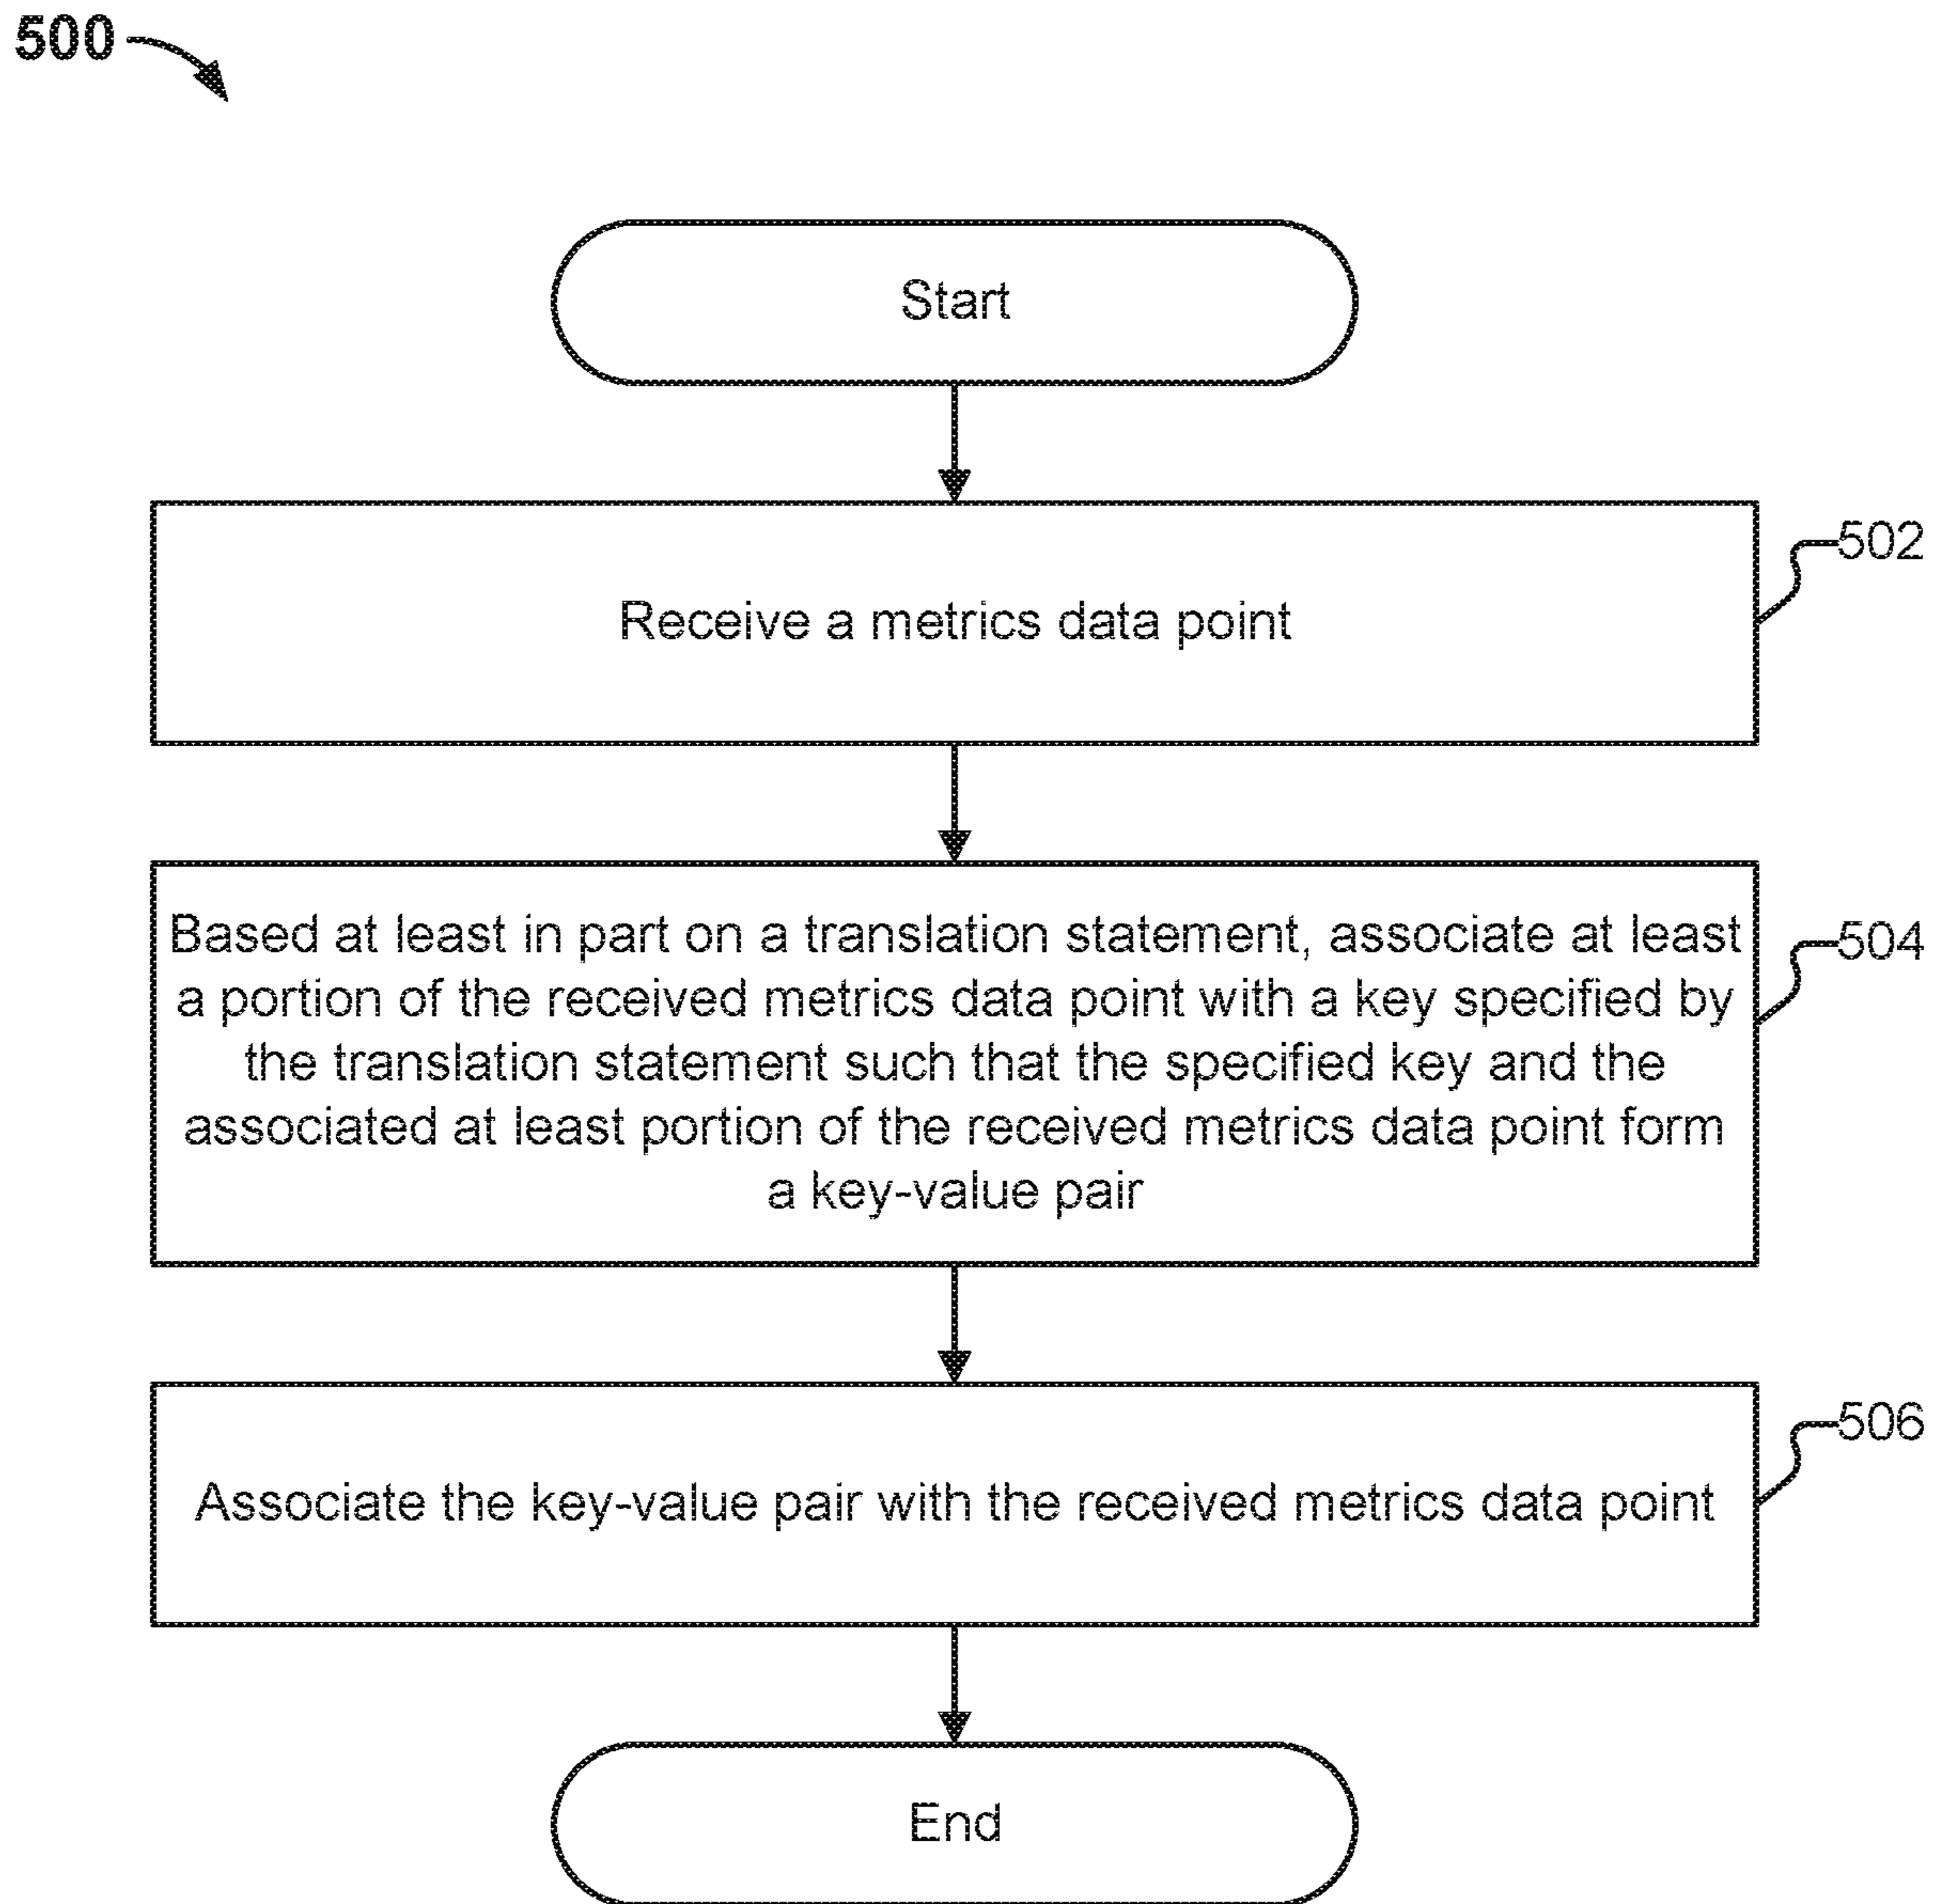 500
Start
Receive a metrics data point
502
Based at least in part on a translation statement, associate at least
a portion of the received metrics data point with a key specified by
the translation statement such that the specified key and the
associated at least portion of the received metrics data point form
a key-value pair
504
Associate the key-value pair with the received metrics data point
506
End